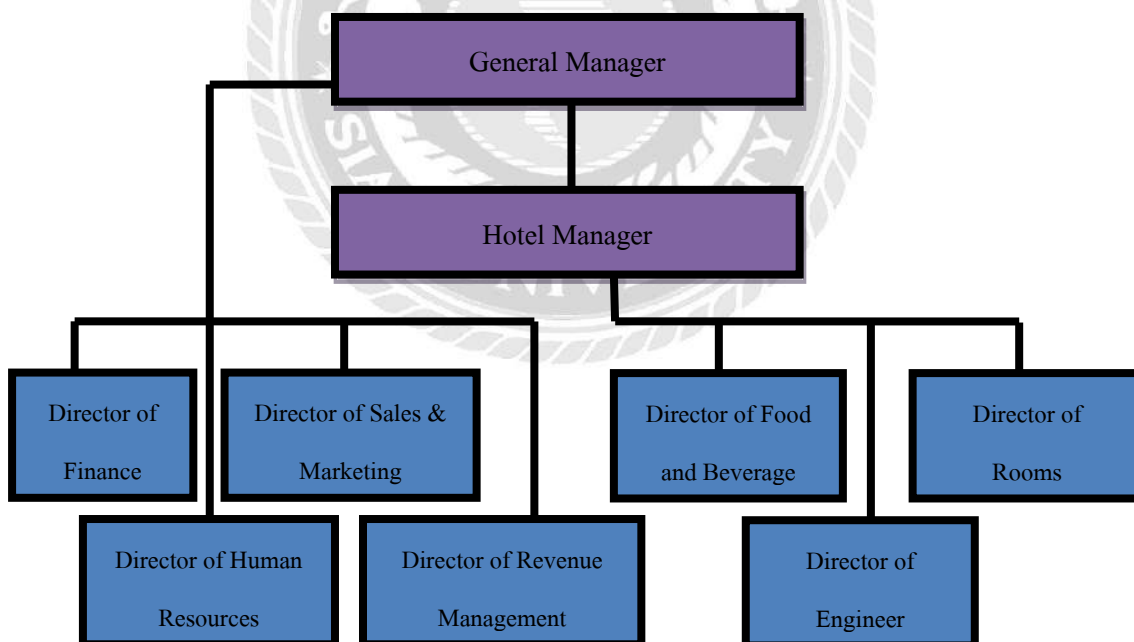 General Manager
Hotel Manager
Director of
Finance
Director of Sales &
Marketing
Director of Food
and Beverage
Director of
Rooms
Director of Human
Resources
Director of Revenue
Management
Director of
Engineer